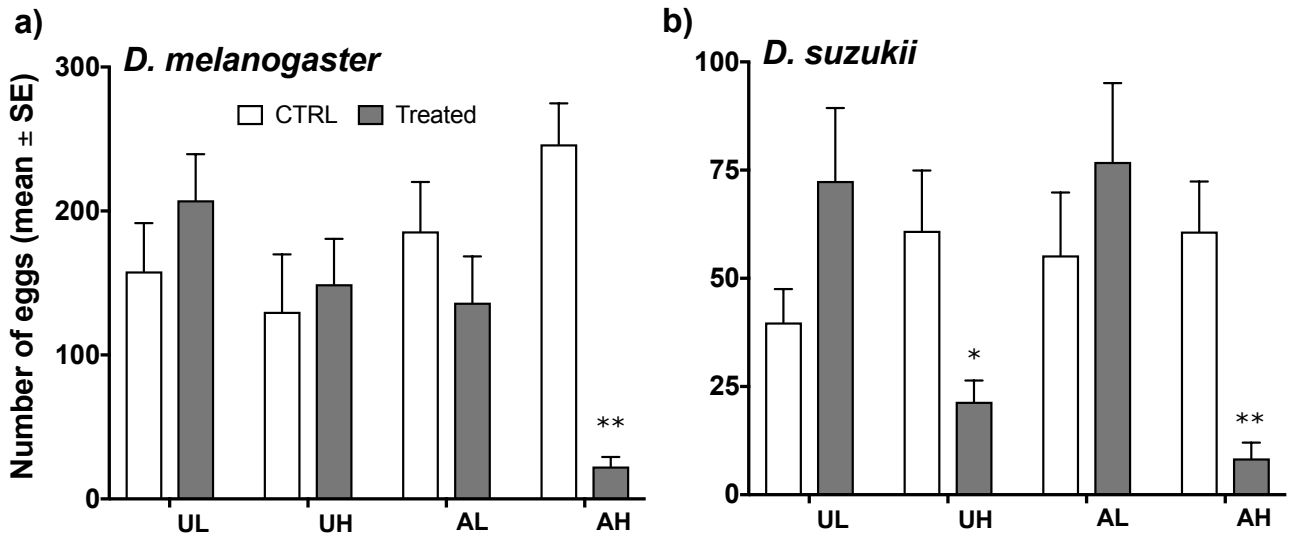 a)
D. melanogaster
Number of eggs (mean ± SE)
300
200
100
0
CTRL
Treated
**
UL
UH
AL
AH
b)
D. suzukii
100
75
50
25
0
*
**
UL
UH
AL
AH